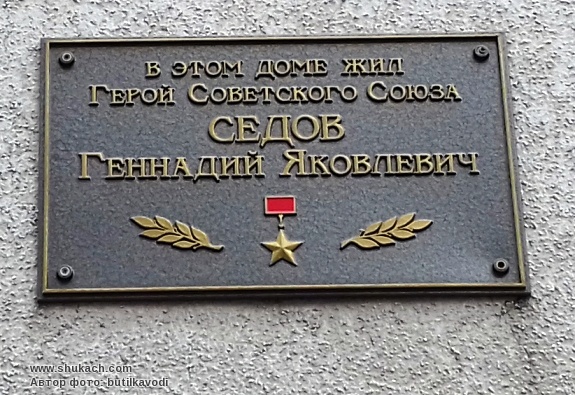 В ЭТОМ ДОМЕ ЖИЛ
ГЕРОЙ СОВЕТСКОГО СОЮЗА
СЕДОВ
ГЕННАДИЙ ЯКОВЛЕВИЧ
www.shukach.com
Автор фото: butilkavodi